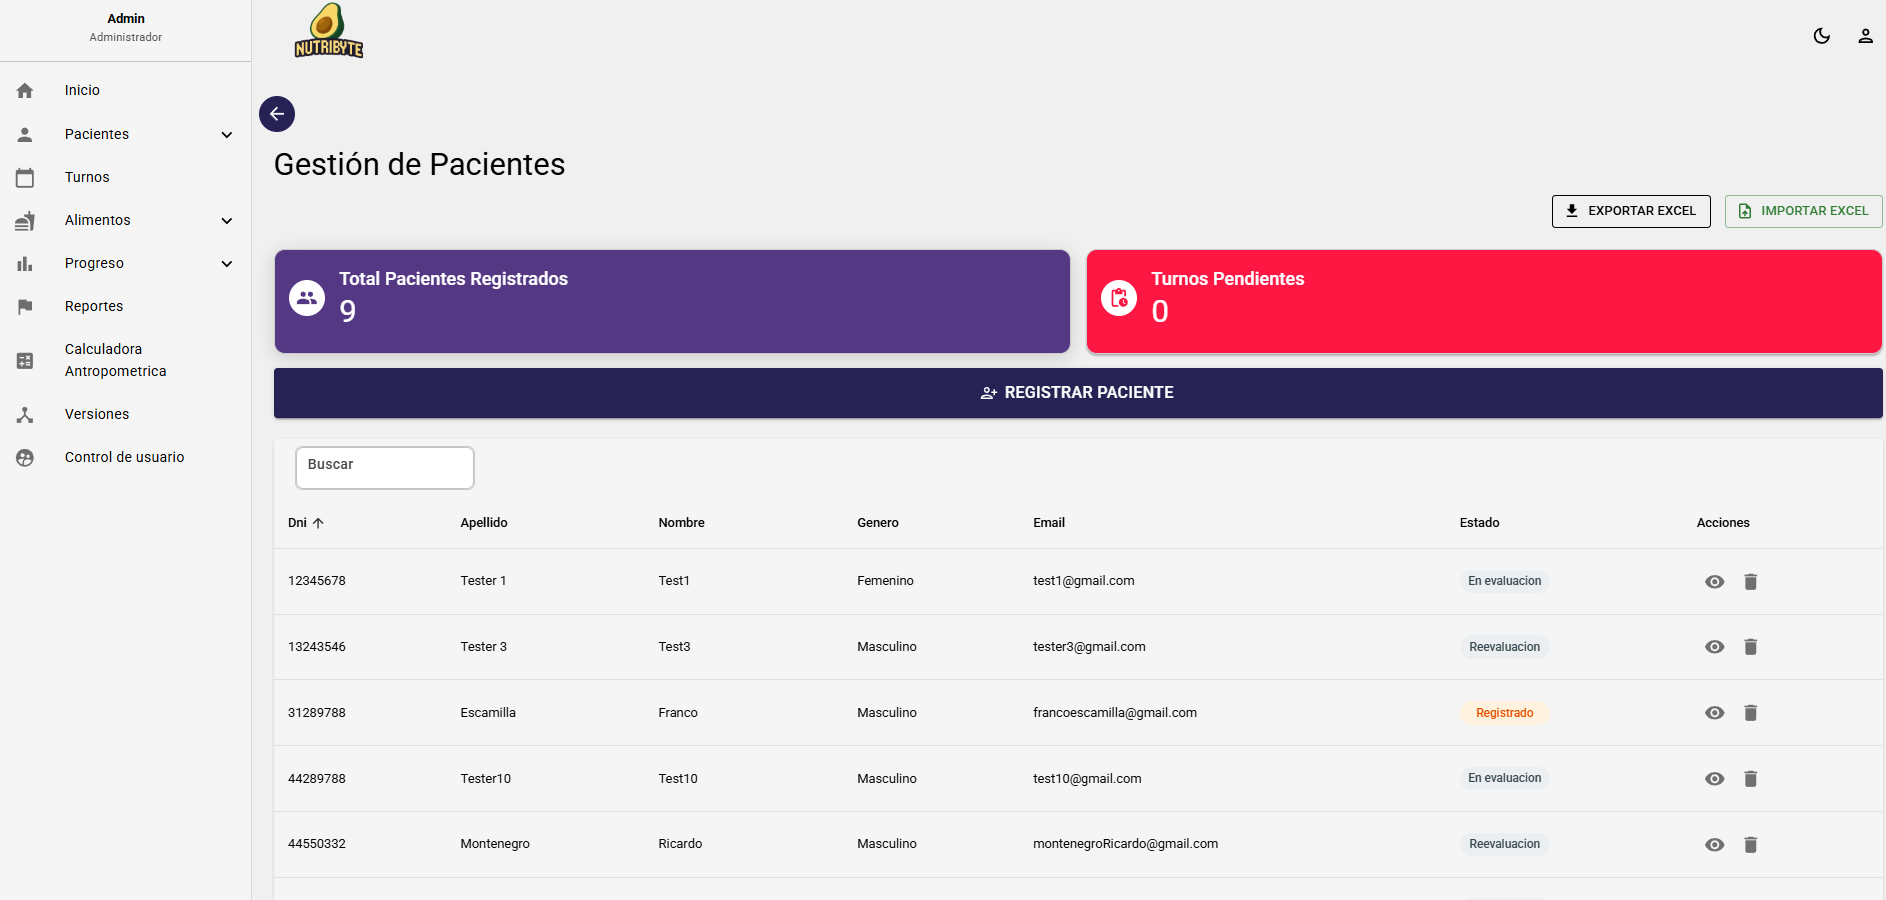 Admin
Administrador
NUTRIBYTE
Inicio
Pacientes
Turnos
Alimentos
Progreso
Reportes
Calculadora
Antropometrica
Versiones
Control de usuario
Gestión de Pacientes
EXPORTAR EXCEL IMPORTAR EXCEL
Total Pacientes Registrados
9
Turnos Pendientes
0
REGISTRAR PACIENTE
Buscar
Dni Apellido Nombre Genero Email Estado Acciones
12345678 Tester 1 Test1 Femenino test1@gmail.com En evaluacion
13243546 Tester 3 Test3 Masculino tester3@gmail.com Reevaluacion
31289788 Escamilla Franco Masculino francoescamilla@gmail.com Registrado
44289788 Tester10 Test10 Masculino test10@gmail.com En evaluacion
44550332 Montenegro Ricardo Masculino montenegroRicardo@gmail.com Reevaluacion